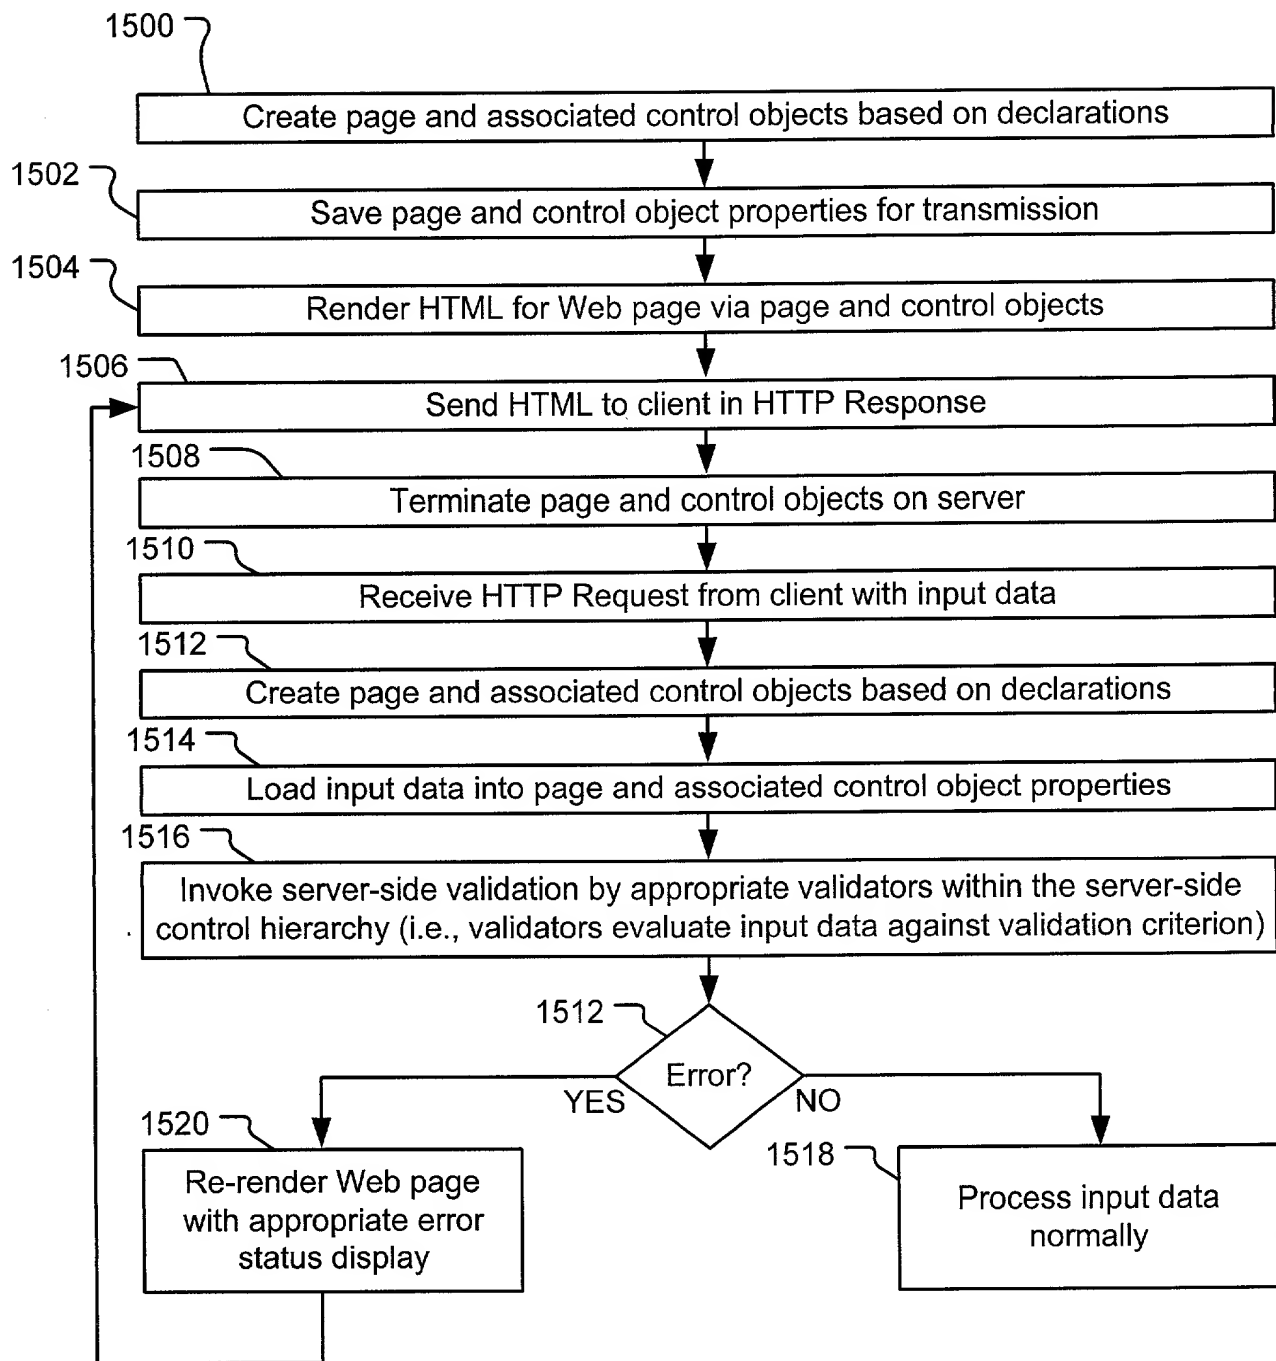 1500
Create page and associated control objects based on declarations
1502
Save page and control object properties for transmission
1504
Render HTML for Web page via page and control objects
1506
Send HTML to client in HTTP Response
1508
Terminate page and control objects on server
1510
Receive HTTP Request from client with input data
1512
Create page and associated control objects based on declarations
1514
Load input data into page and associated control object properties
1516
Invoke server-side validation by appropriate validators within the server-side
control hierarchy (i.e., validators evaluate input data against validation criterion)
1512
Error?
YES
NO
1520
Re-render Web page
with appropriate error
status display
1518
Process input data
normally